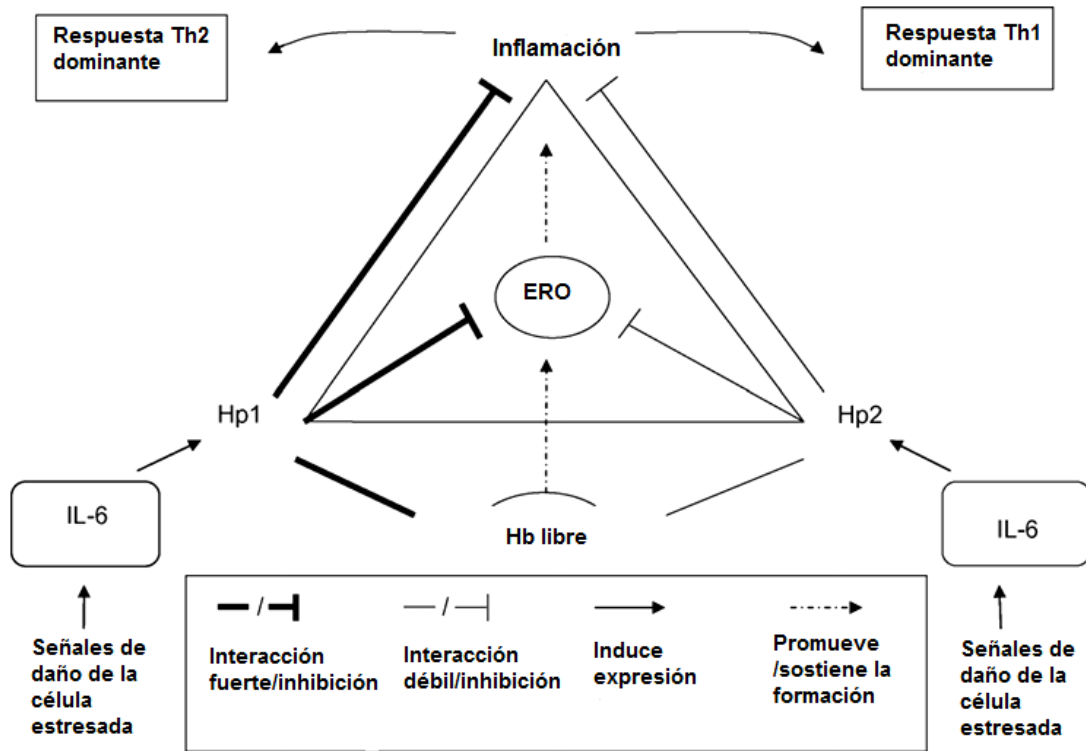 Respuesta Th2
dominante
Inflamación
Respuesta Th1
dominante
ERO
Hp1
Hp2
IL-6
IL-6
Hb libre
Señales de
daño de la
célula
estresada
Interacción
fuerte/inhibición
Interacción
débil/inhibición
Induce
expresión
Promueve
/sostiene la
formación
Señales de
daño de la
célula
estresada